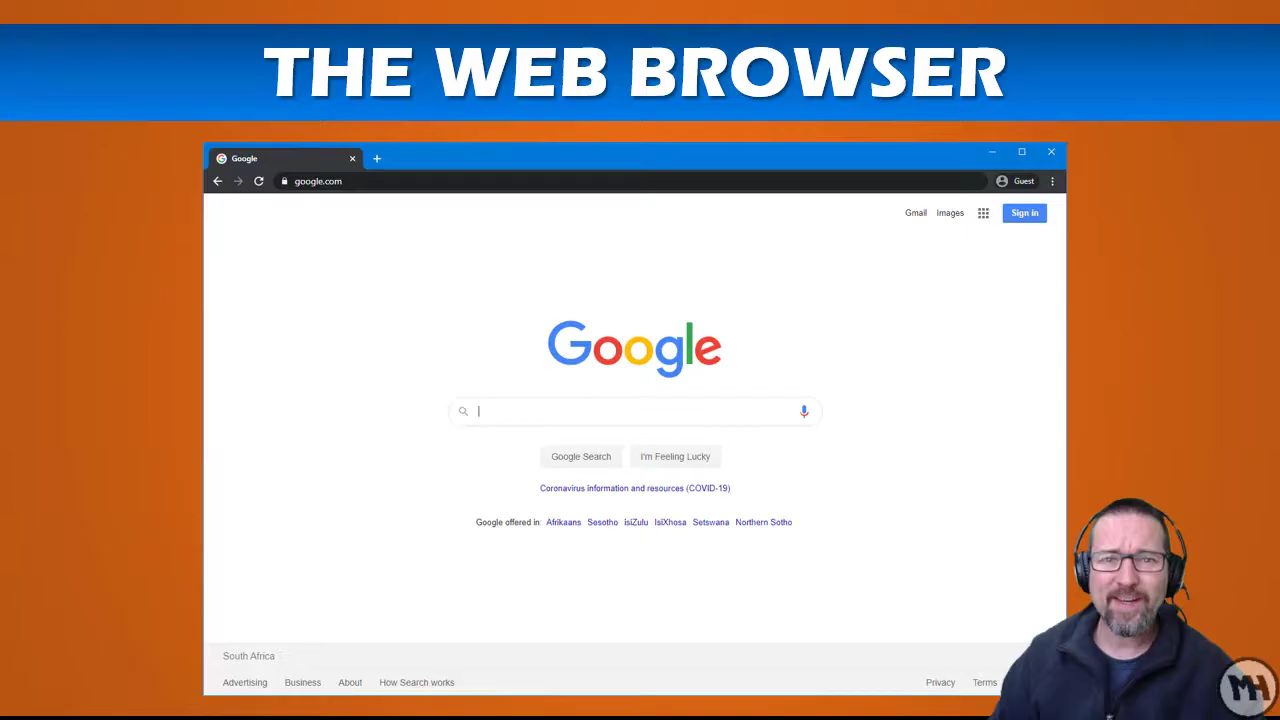 THE WEB BROWSER
Google
google.com
Guest
Gmail Images Sign in
Google
Google Search I'm Feeling Lucky
Coronavirus information and resources (COVID-19)
Google offered in: Afrikaans Sesotho isiZulu IsiXhosa Setswana Northern Sotho
South Africa
Advertising Business About How Search works Privacy Terms
MH